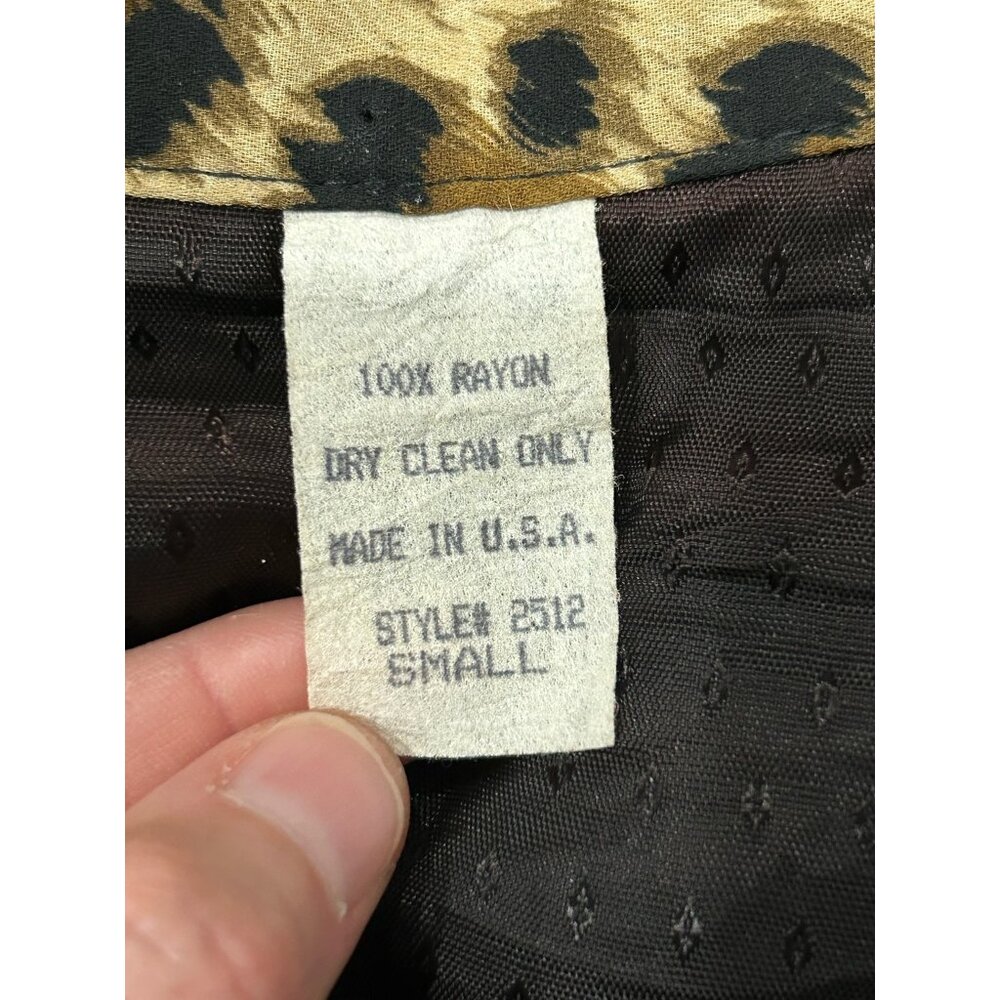 100% RAYON
DRY CLEAN ONLY
MADE IN U.S.A.
STYLE# 2512
SMALL